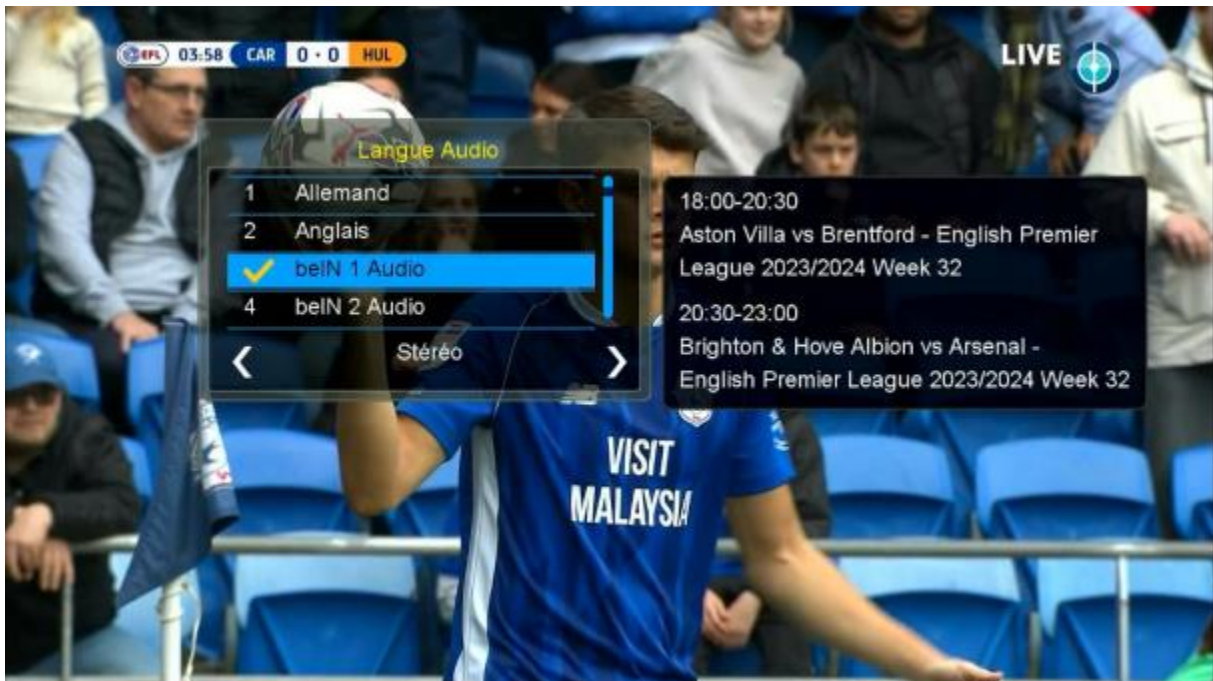 EFL 03:58 CAR 0 - 0 HUL
LIVE
Langue Audio
1 Allemand
2 Anglais
beIN 1 Audio
4 beIN 2 Audio
Stéréo
18:00-20:30
Aston Villa vs Brentford - English Premier
League 2023/2024 Week 32
20:30-23:00
Brighton & Hove Albion vs Arsenal -
English Premier League 2023/2024 Week 32
VISIT
MALAYSIA